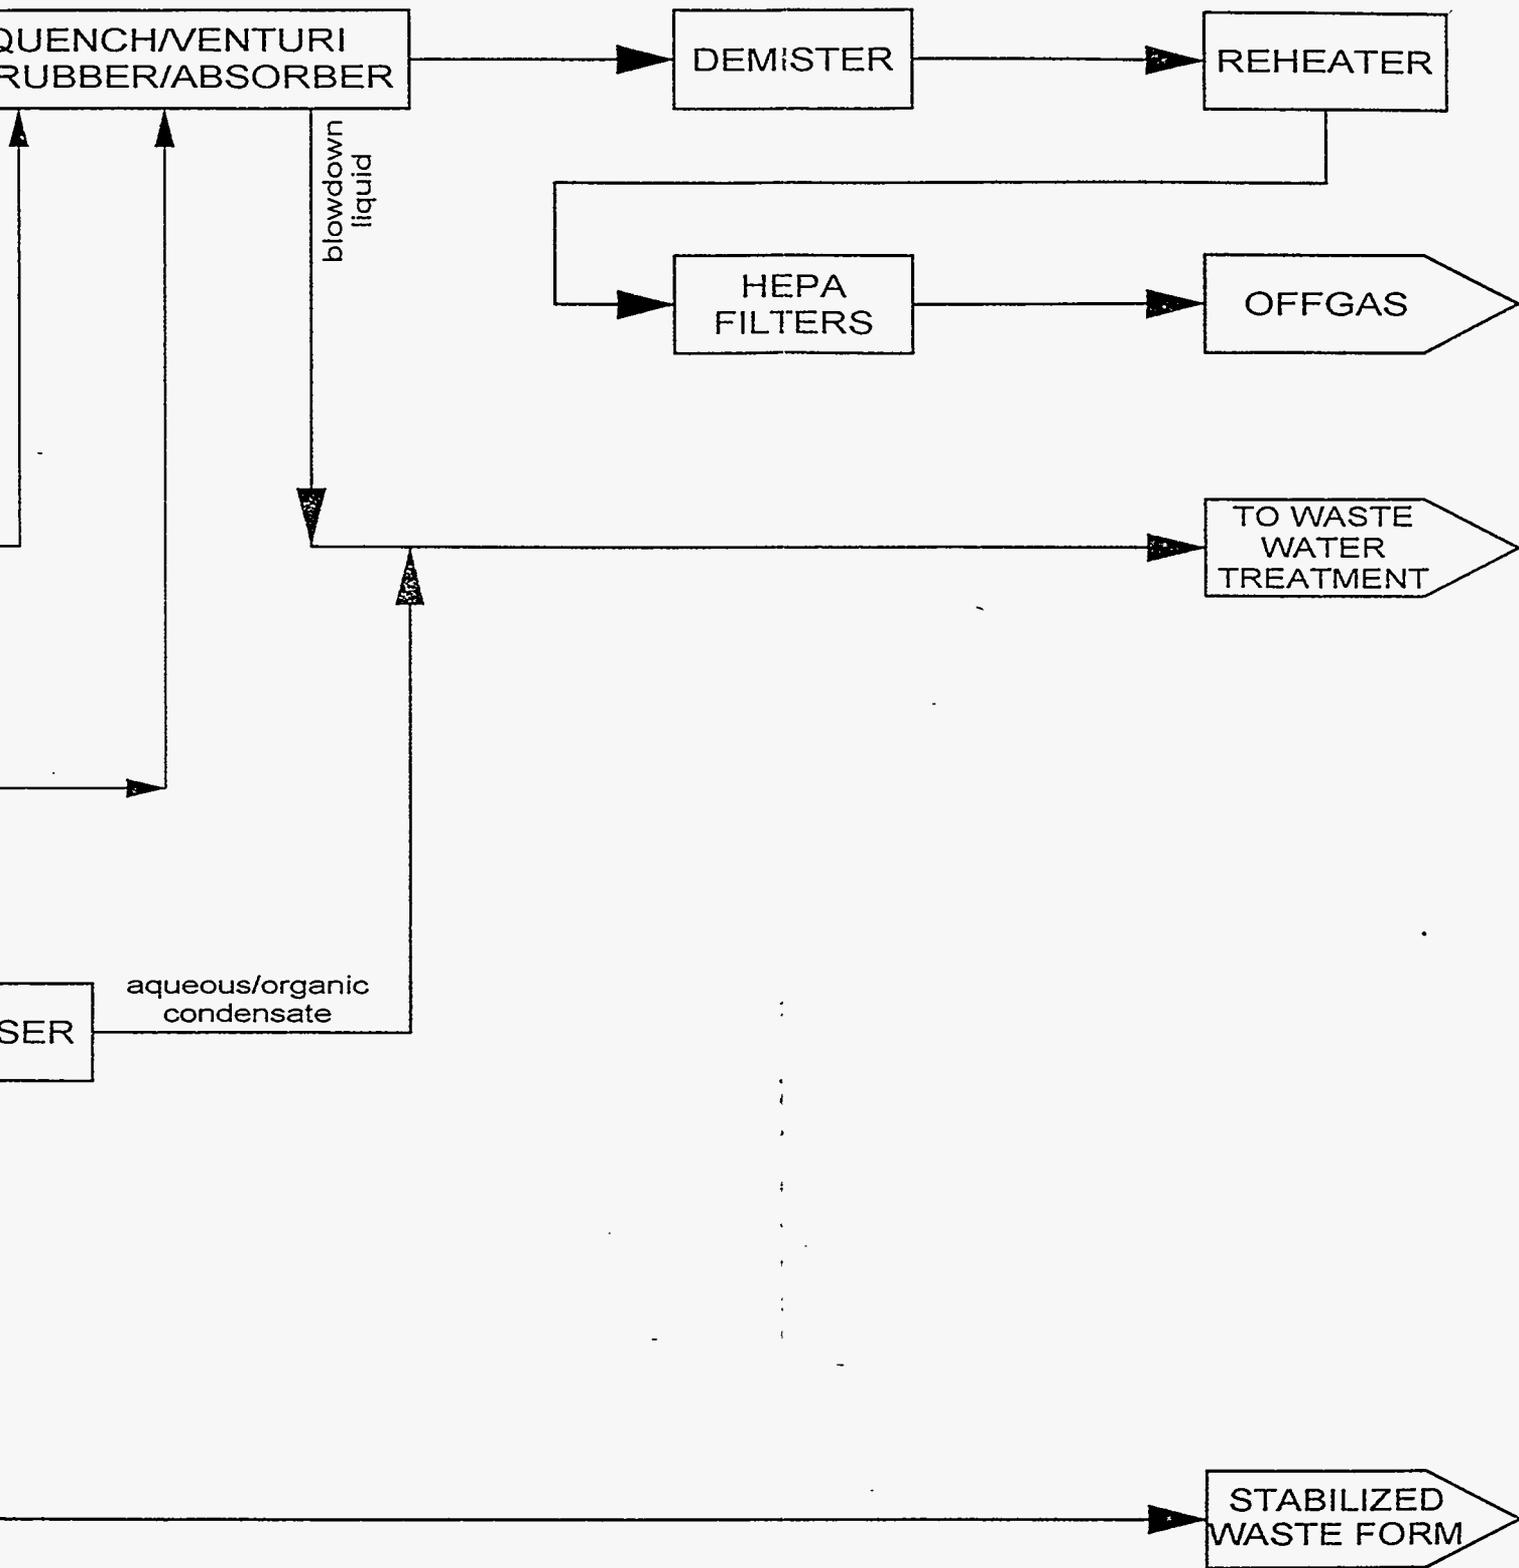 QUENCH/VENTURI
RUBBER/ABSORBER
DEMISTER
REHEATER
blowdown
liquid
HEPA
FILTERS
OFFGAS
TO WASTE
WATER
TREATMENT
aqueous/organic
condensate
SER
STABILIZED
WASTE FORM